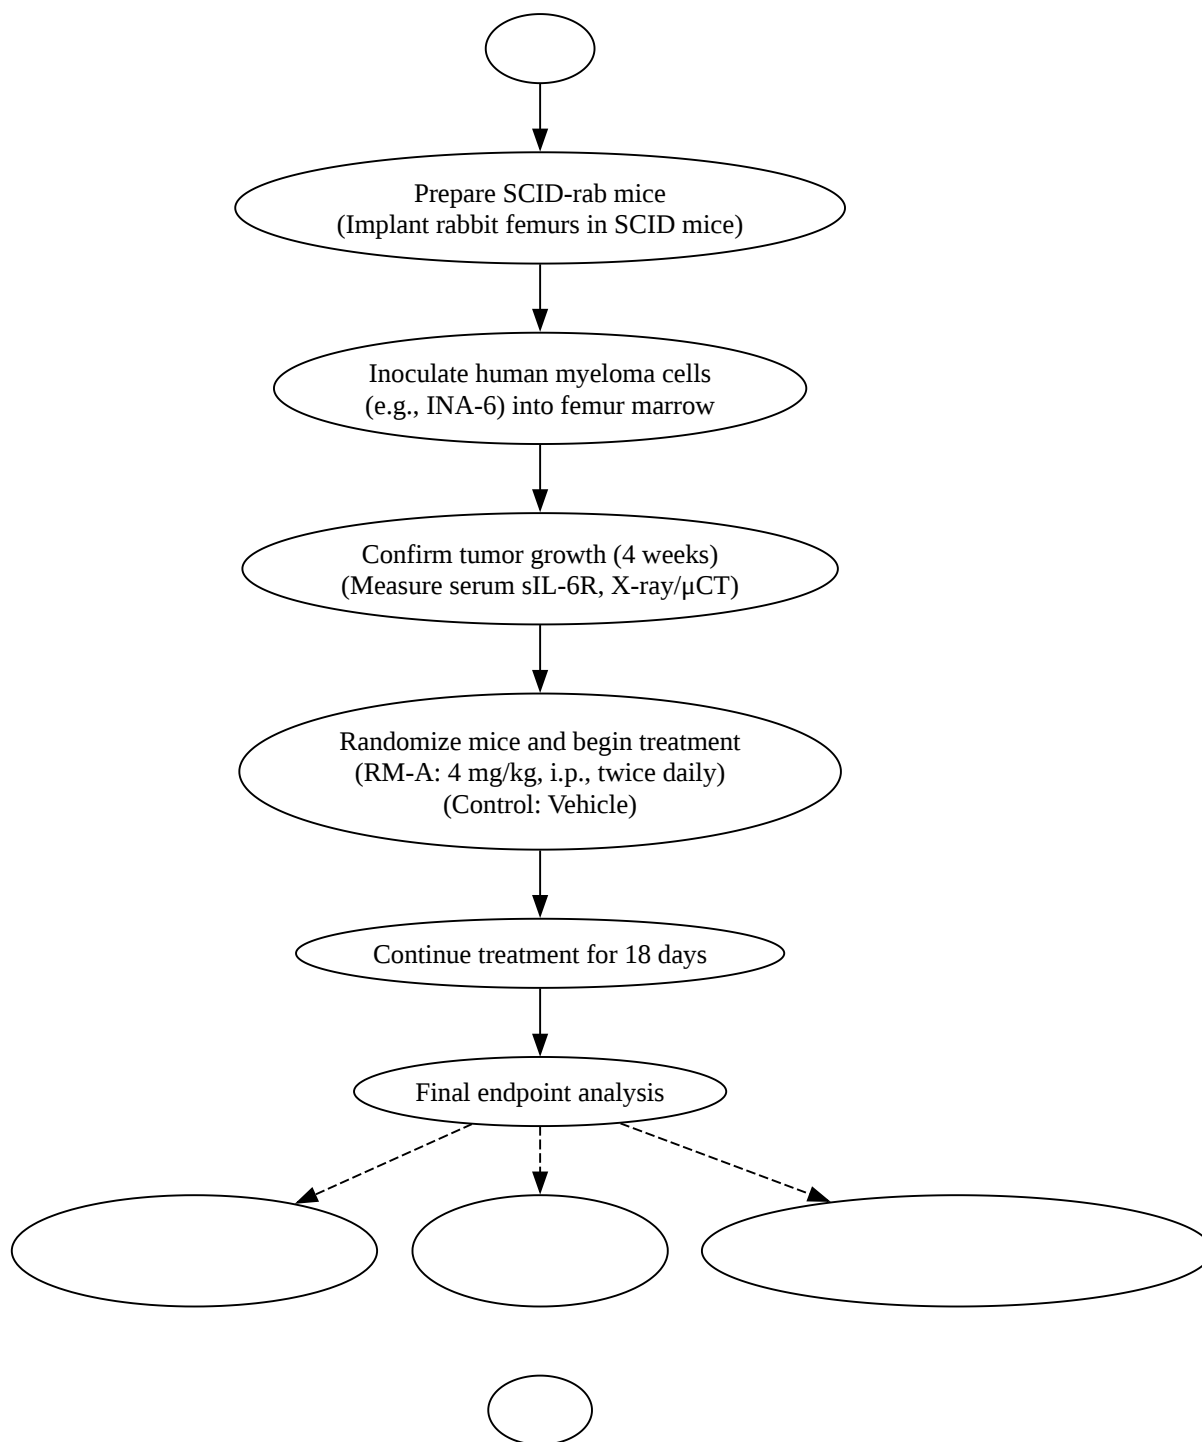 Prepare SCID-rab mice
(Implant rabbit femurs in SCID mice)
Inoculate human myeloma cells
(e.g., INA-6) into femur marrow
Confirm tumor growth (4 weeks)
(Measure serum sIL-6R, X-ray/μCT)
Randomize mice and begin treatment
(RM-A: 4 mg/kg, i.p., twice daily)
(Control: Vehicle)
Continue treatment for 18 days
Final endpoint analysis